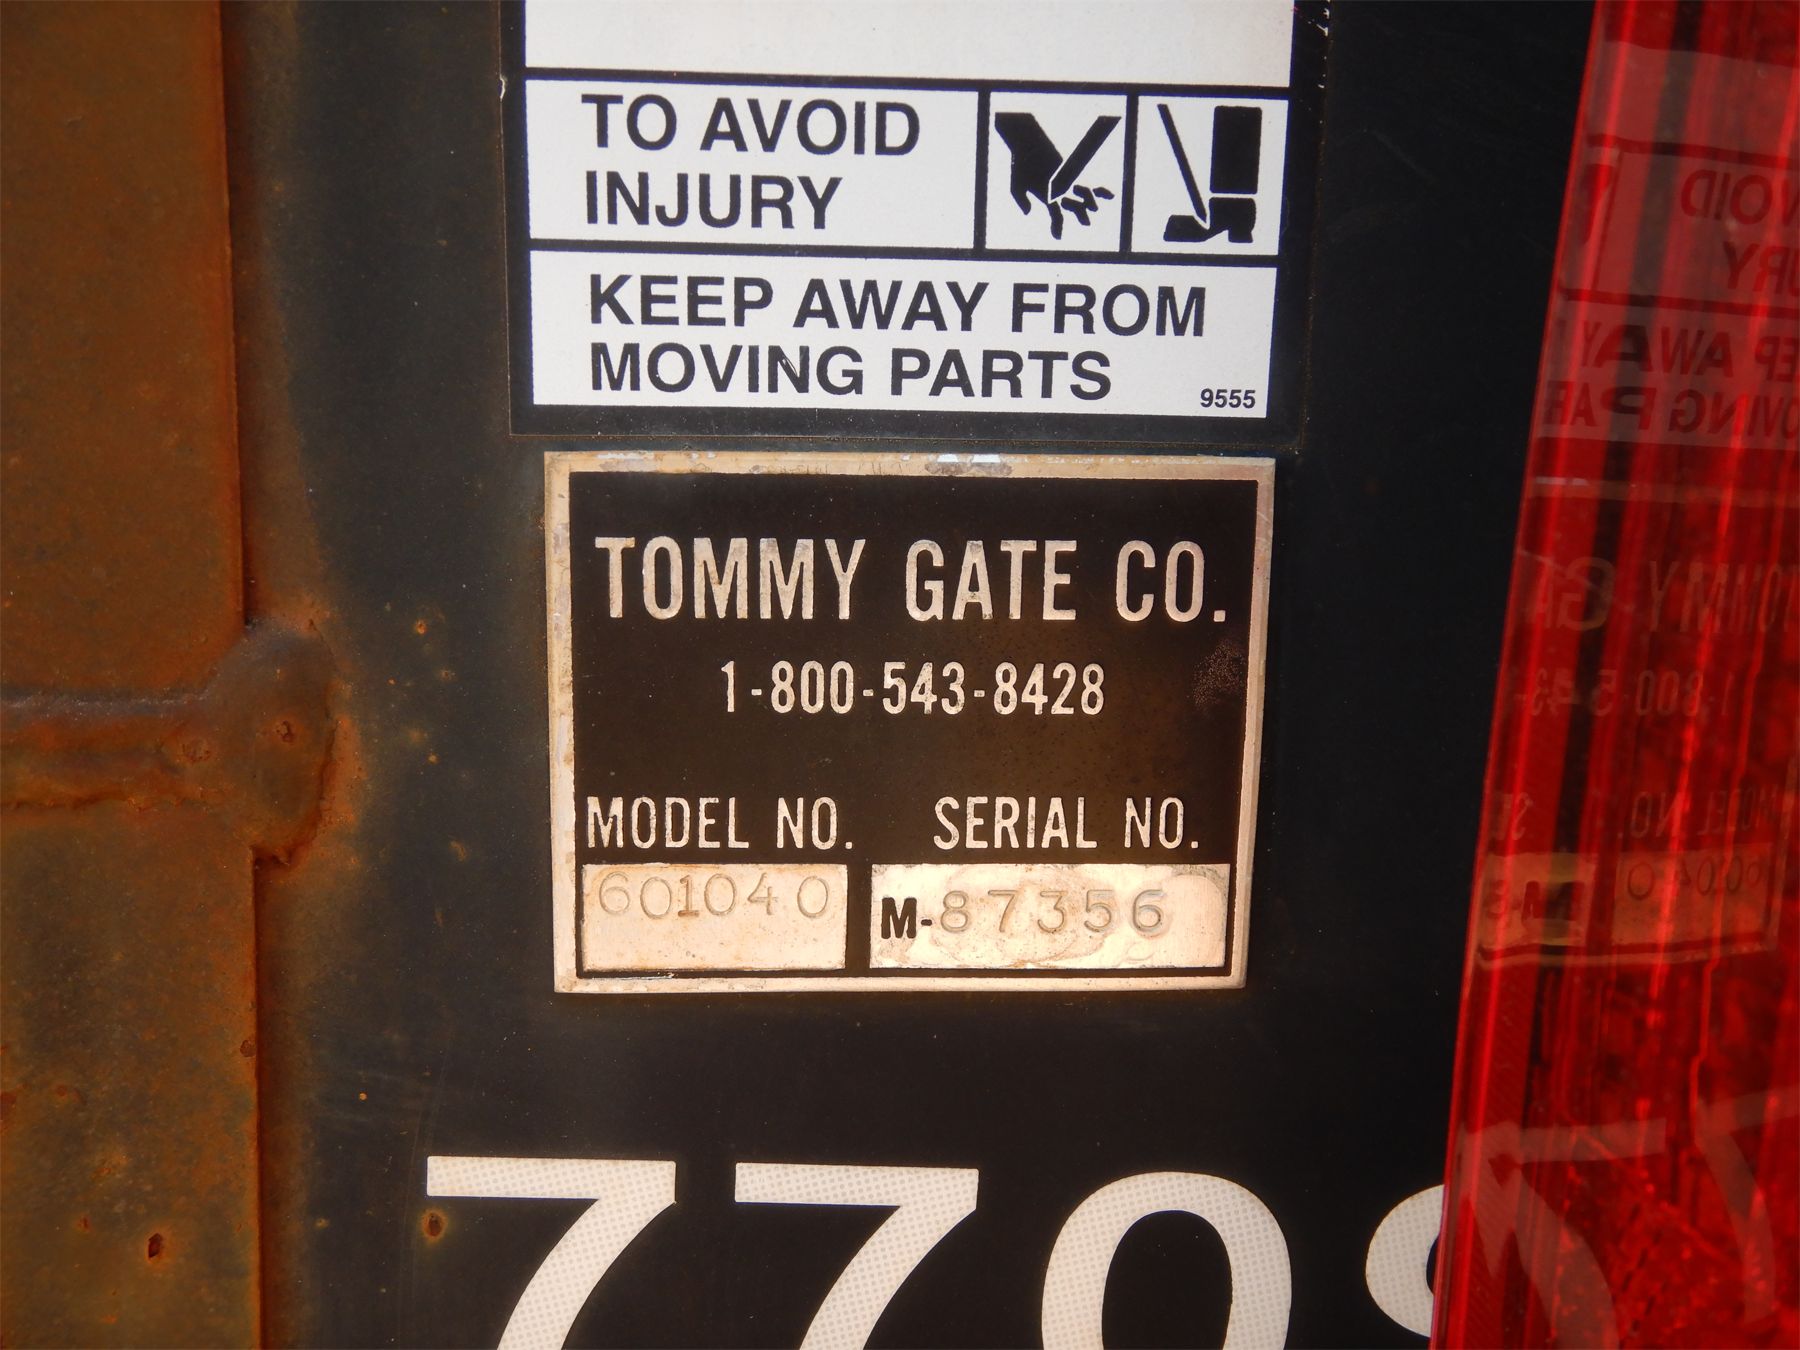 TO AVOID
INJURY
KEEP AWAY FROM
MOVING PARTS
9555
TOMMY GATE CO.
1-800-543-8428
MODEL NO. SERIAL NO.
601040 M-87356